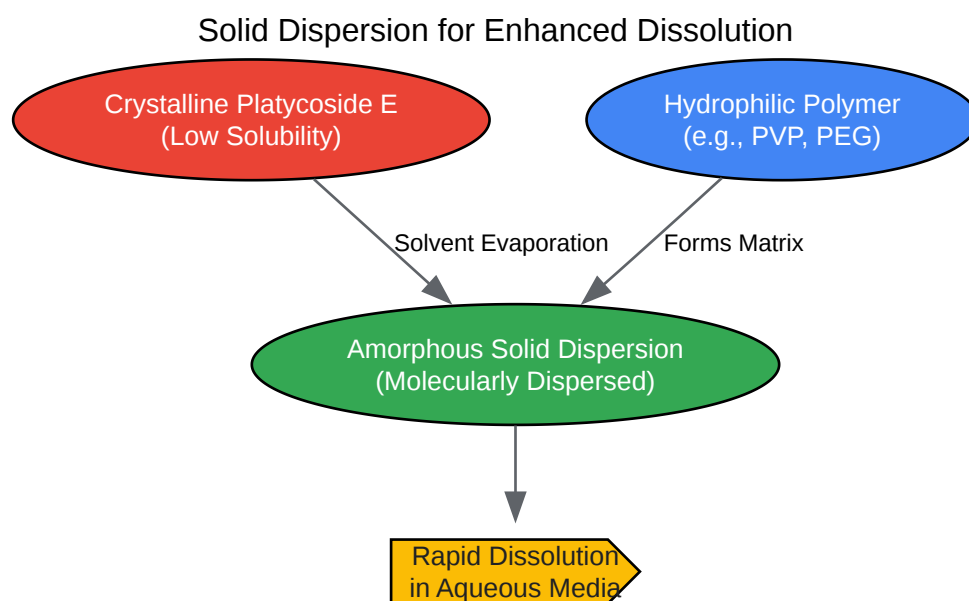 Solid Dispersion for Enhanced Dissolution
Crystalline Platycoside E
(Low Solubility)
Hydrophilic Polymer
(e.g., PVP, PEG)
Solvent Evaporation
Forms Matrix
Amorphous Solid Dispersion
(Molecularly Dispersed)
Rapid Dissolution
in Aqueous Media